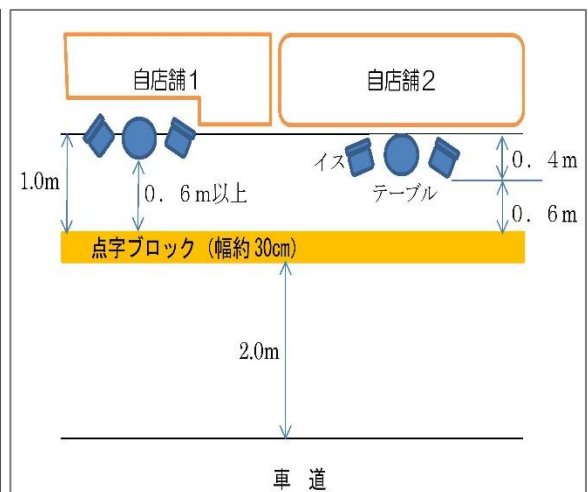 自店舗1
自店舗2
イス
テーブル
0.4m
1.0m
0.6m以上
0.6m
点字ブロック(幅約30cm)
2.0m
車 道